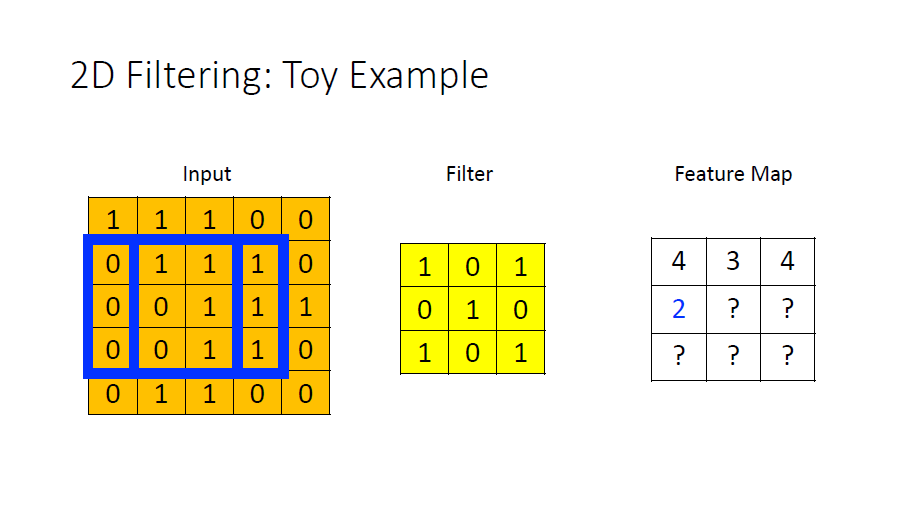 2D Filtering: Toy Example
Input
Filter
Feature Map
1 1 1 0 0
0 1 1 1 0
0 0 1 1 1
0 0 1 1 0
0 1 1 0 0
1 0 1
0 1 0
1 0 1
4 3 4
2 ? ?
? ? ?